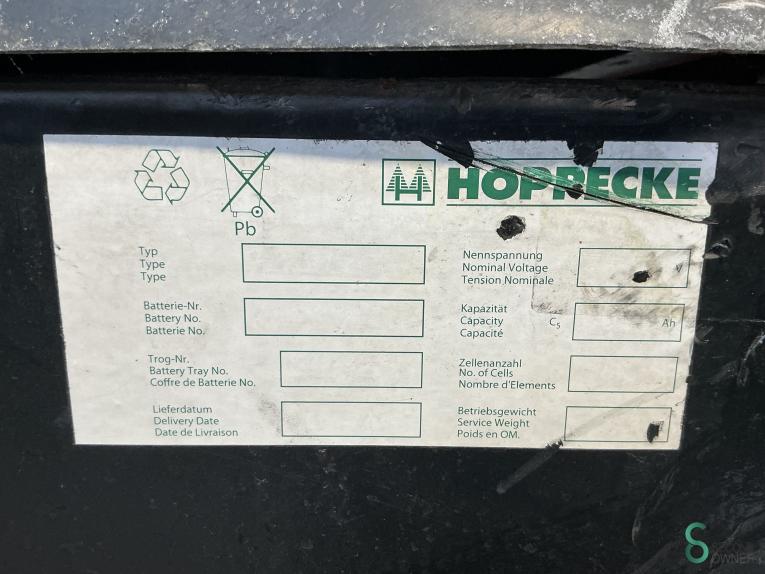 HOPPECKE
Pb
Typ
Type
Type
Nennspannung
Nominal Voltage
Tension Nominale
V
Batterie-Nr.
Battery No.
Batterie No.
Kapazität
Capacity
Capacité
C5
Ah
Trog-Nr.
Battery Tray No.
Coffre de Batterie No.
Zellenanzahl
No. of Cells
Nombre d'Elements
Lieferdatum
Delivery Date
Date de Livraison
Betriebsgewicht
Service Weight
Poids en OM.
OWNER